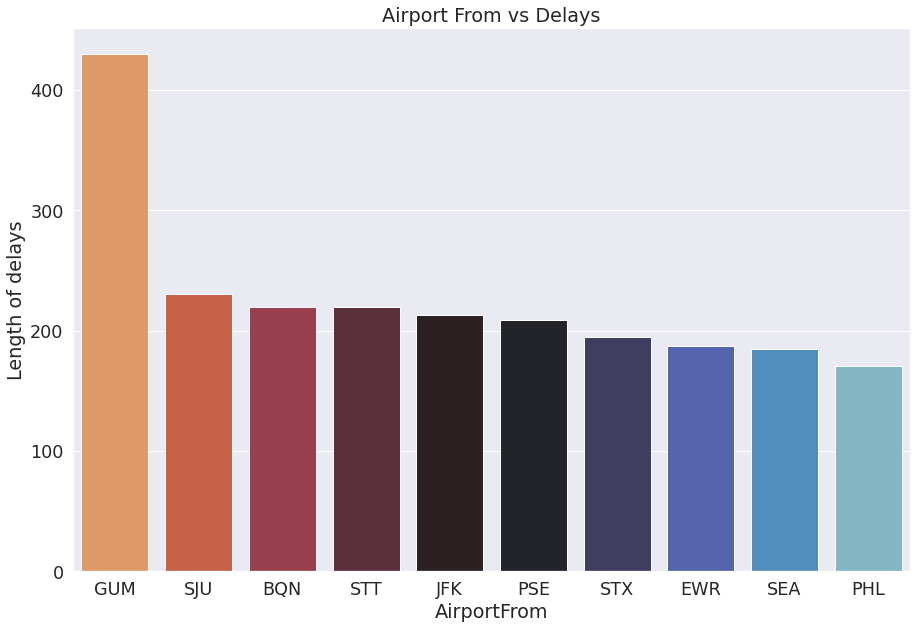 Airport From vs Delays
Length of delays
400
300
200
100
0
GUM SJU BQN STT JFK PSE STX EWR SEA PHL
AirportFrom